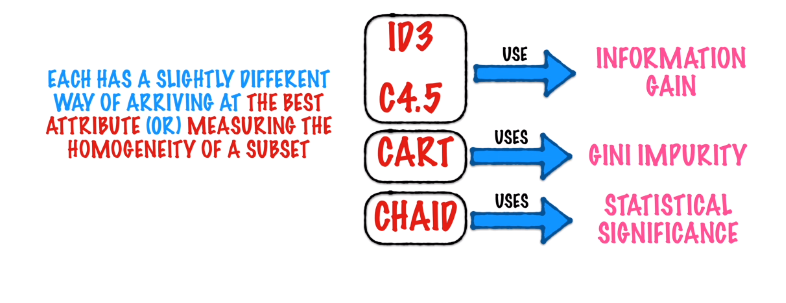 EACH HAS A SLIGHTLY DIFFERENT
WAY OF ARRIVING AT THE BEST
ATTRIBUTE (OR) MEASURING THE
HOMOGENEITY OF A SUBSET
ID3
C4.5
USE
INFORMATION
GAIN
CART
USES
GINI IMPURITY
CHAID
USES
STATISTICAL
SIGNIFICANCE